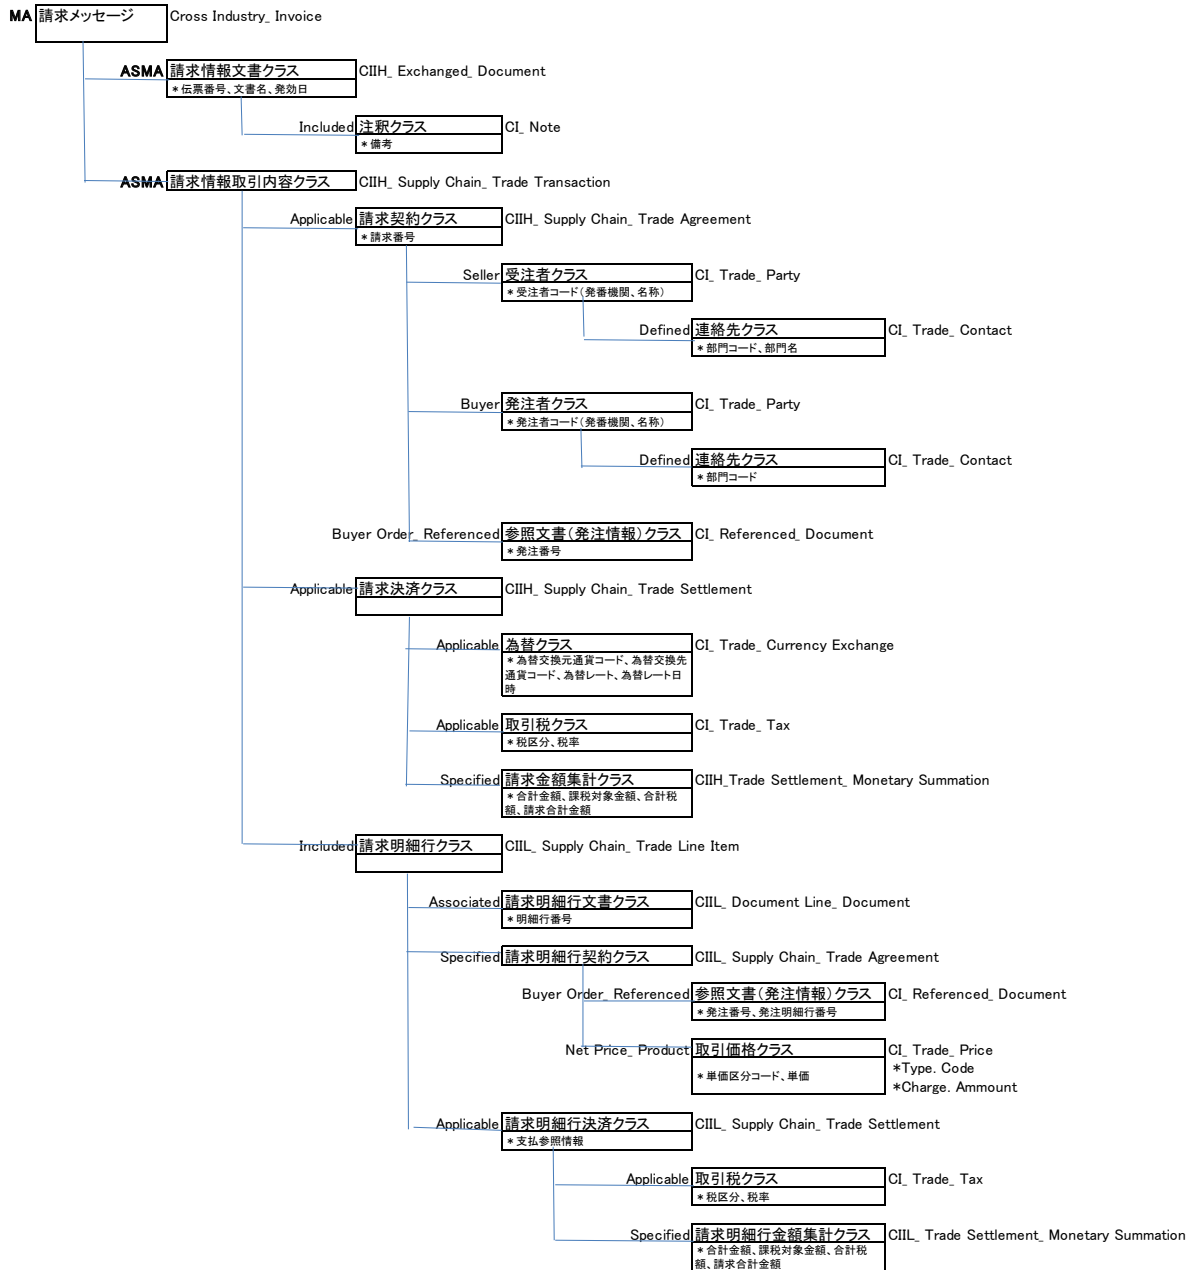 MA 請求メッセージ Cross Industry_ Invoice
ASMA 請求情報文書クラス CIIH_ Exchanged_ Document
*伝票番号、文書名、発効日
Included 注釈クラス CI_ Note
*備考
ASMA 請求情報取引内容クラス CIIH_ Supply Chain_ Trade Transaction
Applicable 請求契約クラス CIIH_ Supply Chain_ Trade Agreement
*請求番号
Seller 受注者クラス CI_ Trade_ Party
*受注者コード(発番機関、名称)
Defined 連絡先クラス CI_ Trade_ Contact
*部門コード、部門名
Buyer 発注者クラス CI_ Trade_ Party
*発注者コード(発番機関、名称)
Defined 連絡先クラス CI_ Trade_ Contact
*部門コード
Buyer Order_ Referenced 参照文書(発注情報)クラス CI_ Referenced_ Document
*発注番号
Applicable 請求決済クラス CIIH_ Supply Chain_ Trade Settlement
Applicable 為替クラス CI_ Trade_ Currency Exchange
*為替交換元通貨コード、為替交換先
通貨コード、為替レート、為替レート日
時
Applicable 取引税クラス CI_ Trade_ Tax
*税区分、税率
Specified 請求金額集計クラス CIIH_Trade Settlement_ Monetary Summation
*合計金額、課税対象金額、合計税
額、請求合計金額
Included 請求明細行クラス CIIL_ Supply Chain_ Trade Line Item
Associated 請求明細行文書クラス CIIL_ Document Line_ Document
*明細行番号
Specified 請求明細行契約クラス CIIL_ Supply Chain_ Trade Agreement
Buyer Order_ Referenced 参照文書(発注情報)クラス CI_ Referenced_ Document
*発注番号、発注明細行番号
Net Price_ Product 取引価格クラス CI_ Trade_ Price
*Type. Code
*単価区分コード、単価
*Charge. Ammount
Applicable 請求明細行決済クラス CIIL_ Supply Chain_ Trade Settlement
*支払参照情報
Applicable 取引税クラス CI_ Trade_ Tax
*税区分、税率
Specified 請求明細行金額集計クラス CIIL_ Trade Settlement_ Monetary Summation
*合計金額、課税対象金額、合計税
額、請求合計金額